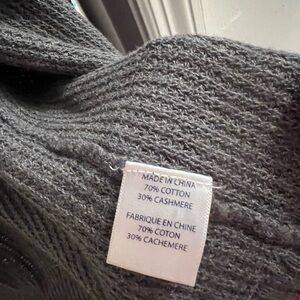 MADE IN CHINA
70% COTTON
30% CASHMERE
FABRIQUE EN CHINE
70% COTON
30% CACHEMERE